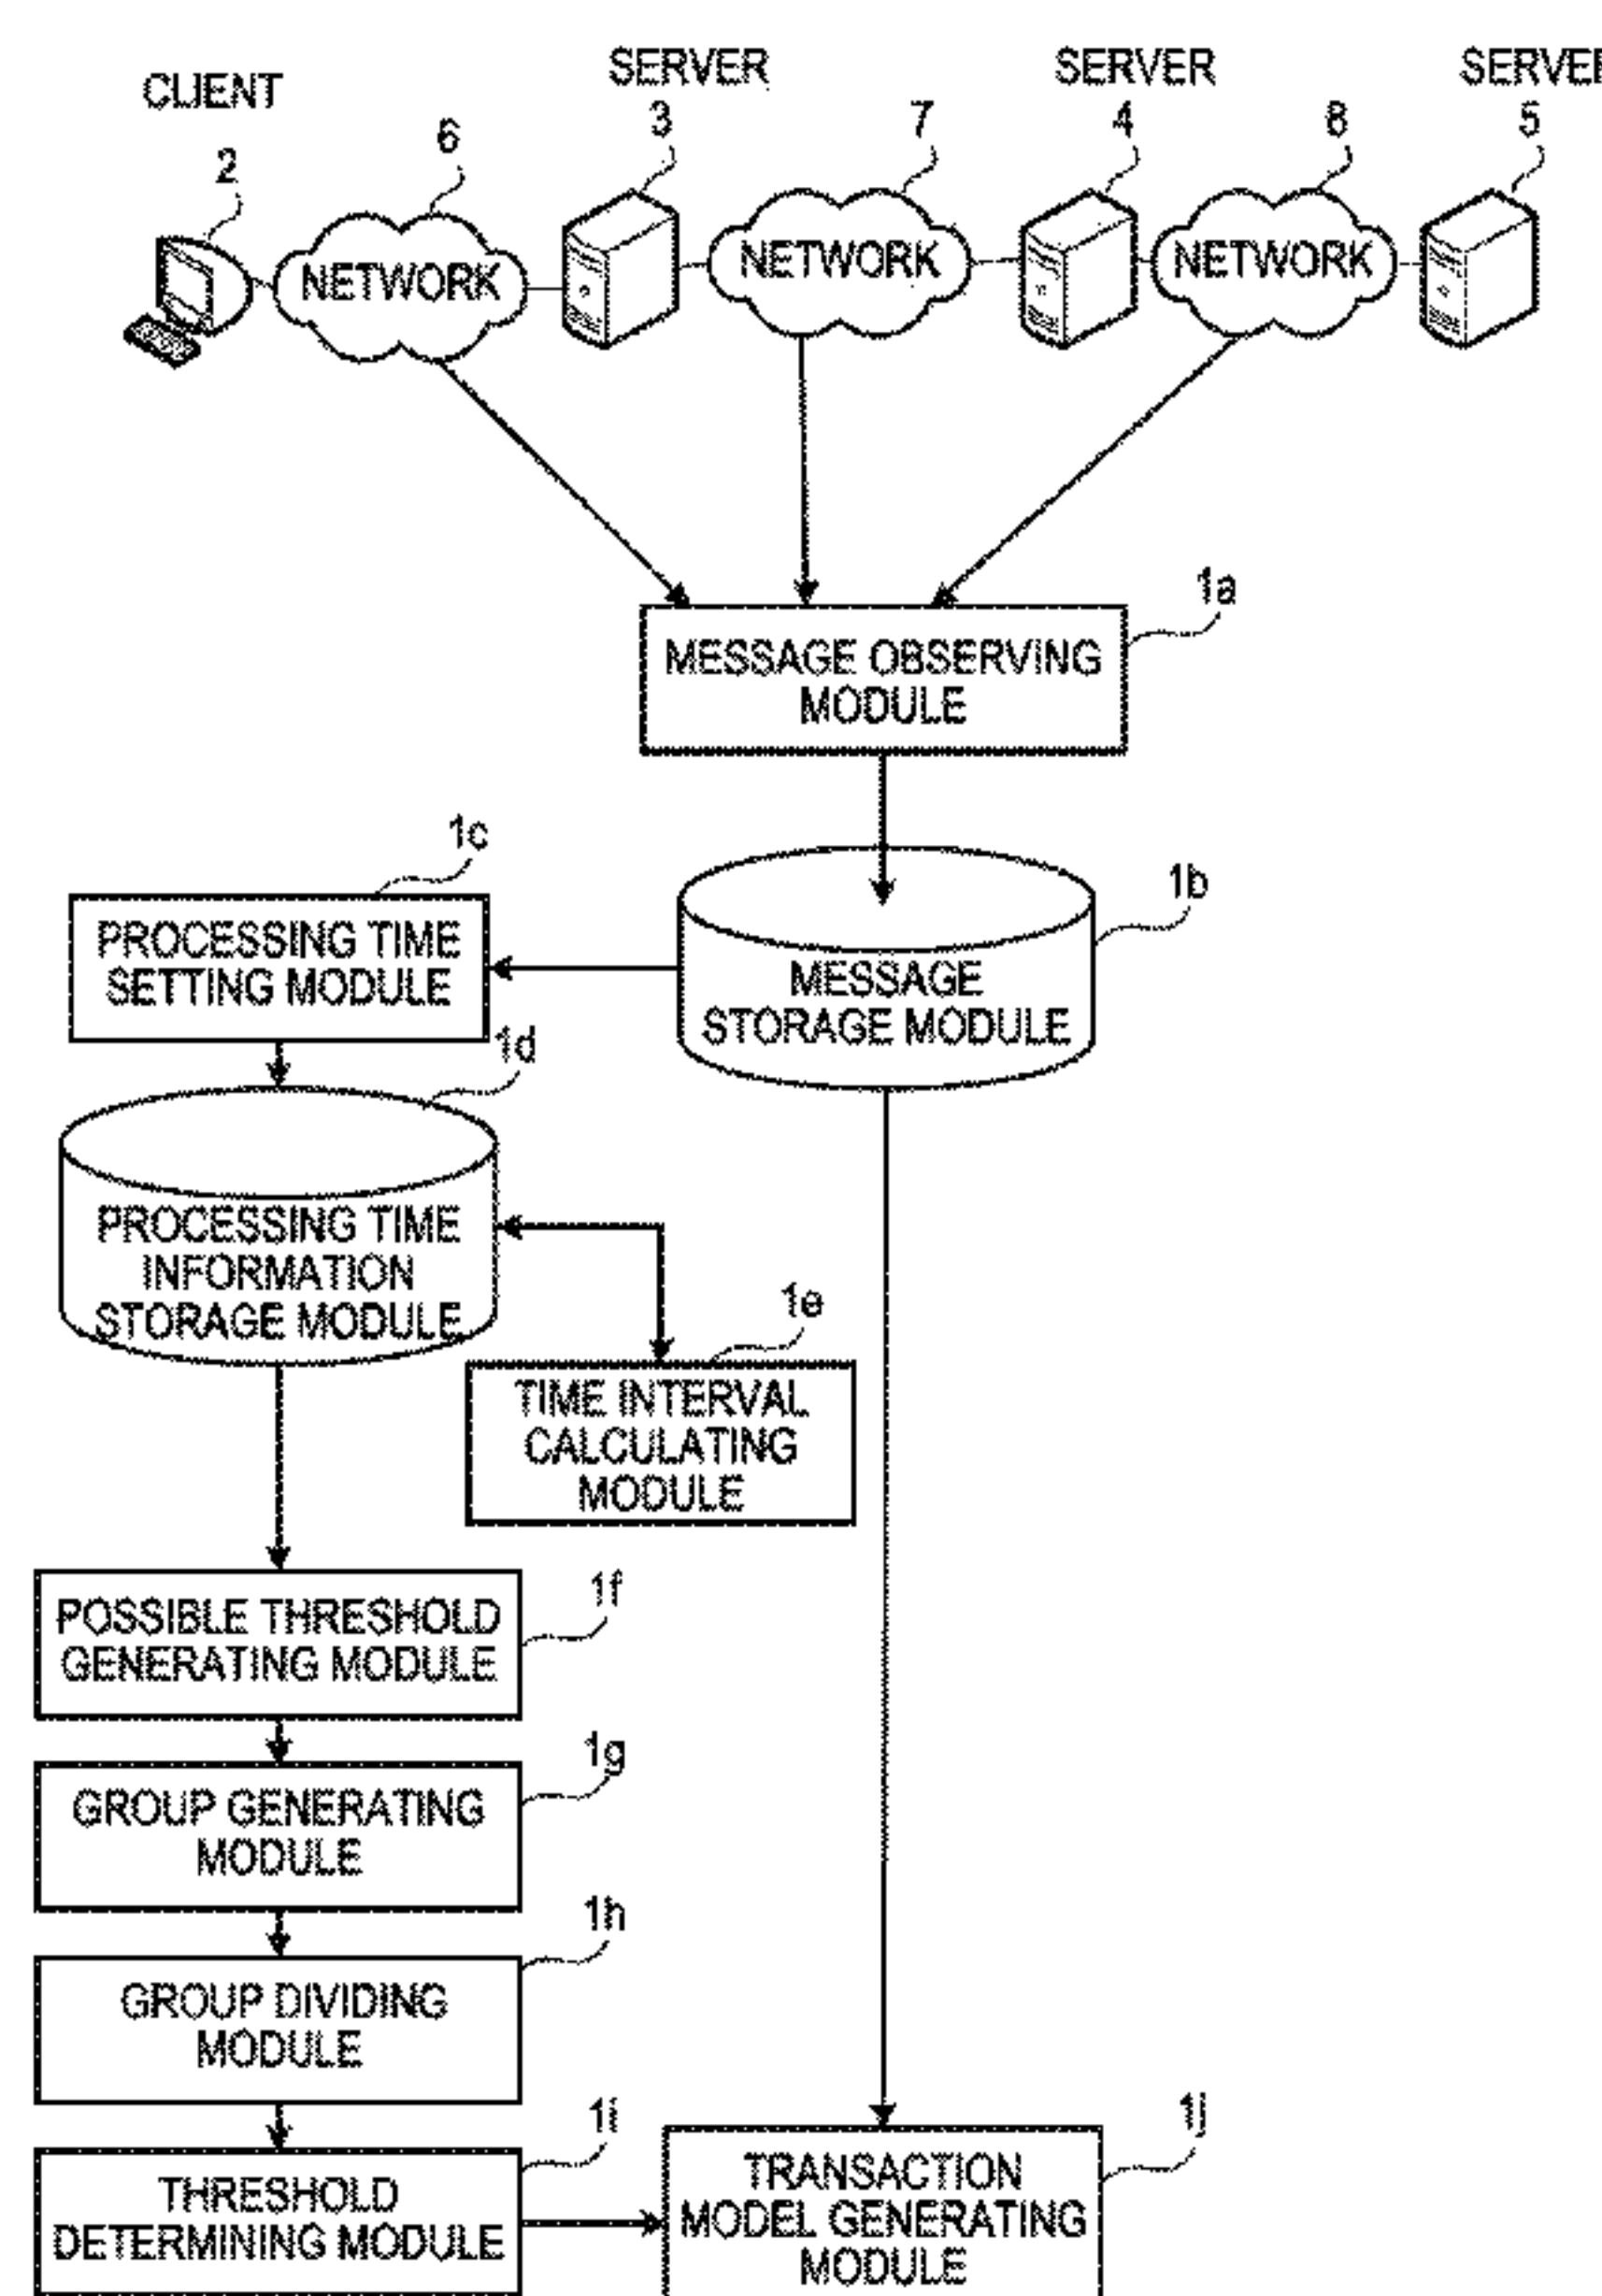 CLIENT
SERVER
SERVER
SERVER
2
6
3
7
4
8
5
NETWORK
NETWORK
NETWORK
1a
MESSAGE OBSERVING
MODULE
1c
1b
PROCESSING TIME
SETTING MODULE
MESSAGE
STORAGE MODULE
1d
PROCESSING TIME
INFORMATION
STORAGE MODULE
1e
TIME INTERVAL
CALCULATING
MODULE
1f
POSSIBLE THRESHOLD
GENERATING MODULE
1g
GROUP GENERATING
MODULE
1h
GROUP DIVIDING
MODULE
1i
THRESHOLD
DETERMINING MODULE
1j
TRANSACTION
MODEL GENERATING
MODULE